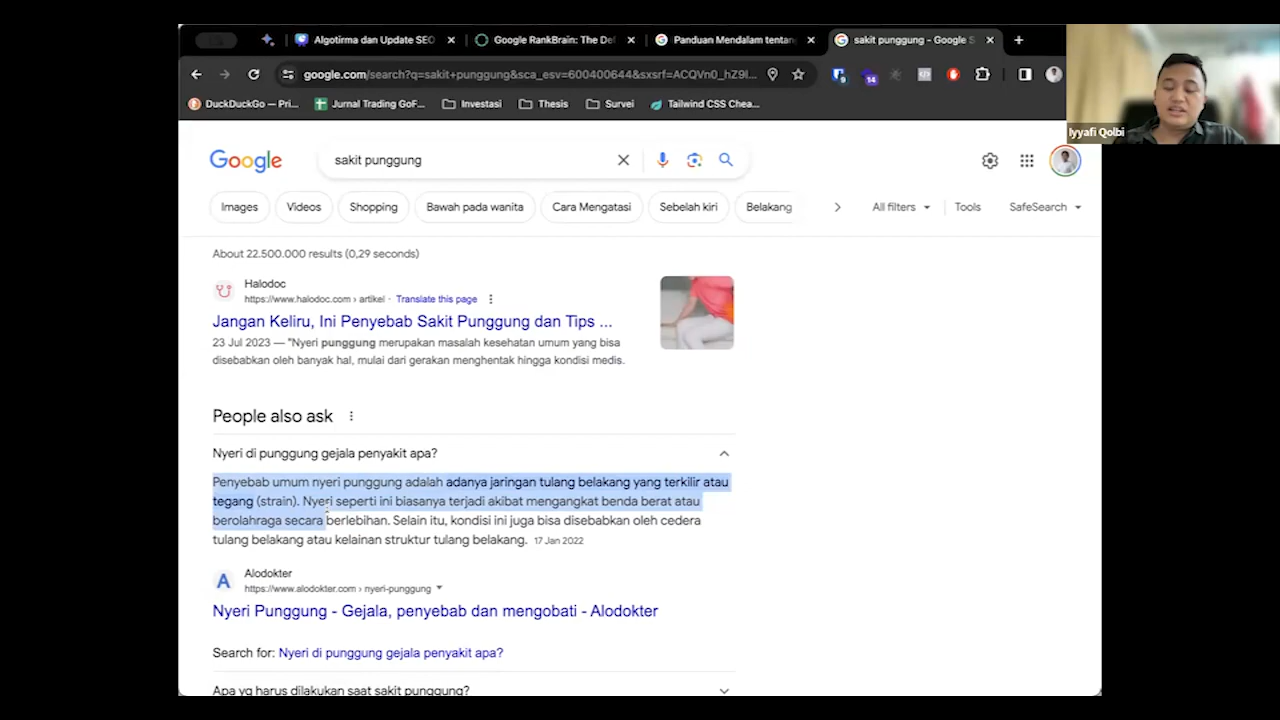 Algotirma dan Update SEO
Google RankBrain: The De
Panduan Mendalam tentang
sakit punggung - Google S
google.com/search?q=sakit+punggung&sca_esv=600400644&sxsrf=ACQVn0_hZ9I...
14
DuckDuckGo — Pri...
Jurnal Trading GoF...
Investasi
Thesis
Survei
Tailwind CSS Chea...
Iyyafi Qolbi
Google
sakit punggung
Images
Videos
Shopping
Bawah pada wanita
Cara Mengatasi
Sebelah kiri
Belakang
All filters
Tools
SafeSearch
About 22.500.000 results (0,29 seconds)
Halodoc
https://www.halodoc.com › artikel · Translate this page
Jangan Keliru, Ini Penyebab Sakit Punggung dan Tips ...
23 Jul 2023 — "Nyeri punggung merupakan masalah kesehatan umum yang bisa
disebabkan oleh banyak hal, mulai dari gerakan menghentak hingga kondisi medis.
People also ask
Nyeri di punggung gejala penyakit apa?
Penyebab umum nyeri punggung adalah adanya jaringan tulang belakang yang terkilir atau
tegang (strain). Nyeri seperti ini biasanya terjadi akibat mengangkat benda berat atau
berolahraga secara berlebihan. Selain itu, kondisi ini juga bisa disebabkan oleh cedera
tulang belakang atau kelainan struktur tulang belakang. 17 Jan 2022
Alodokter
https://www.alodokter.com › nyeri-punggung
Nyeri Punggung - Gejala, penyebab dan mengobati - Alodokter
Search for: Nyeri di punggung gejala penyakit apa?
Apa yg harus dilakukan saat sakit punggung?